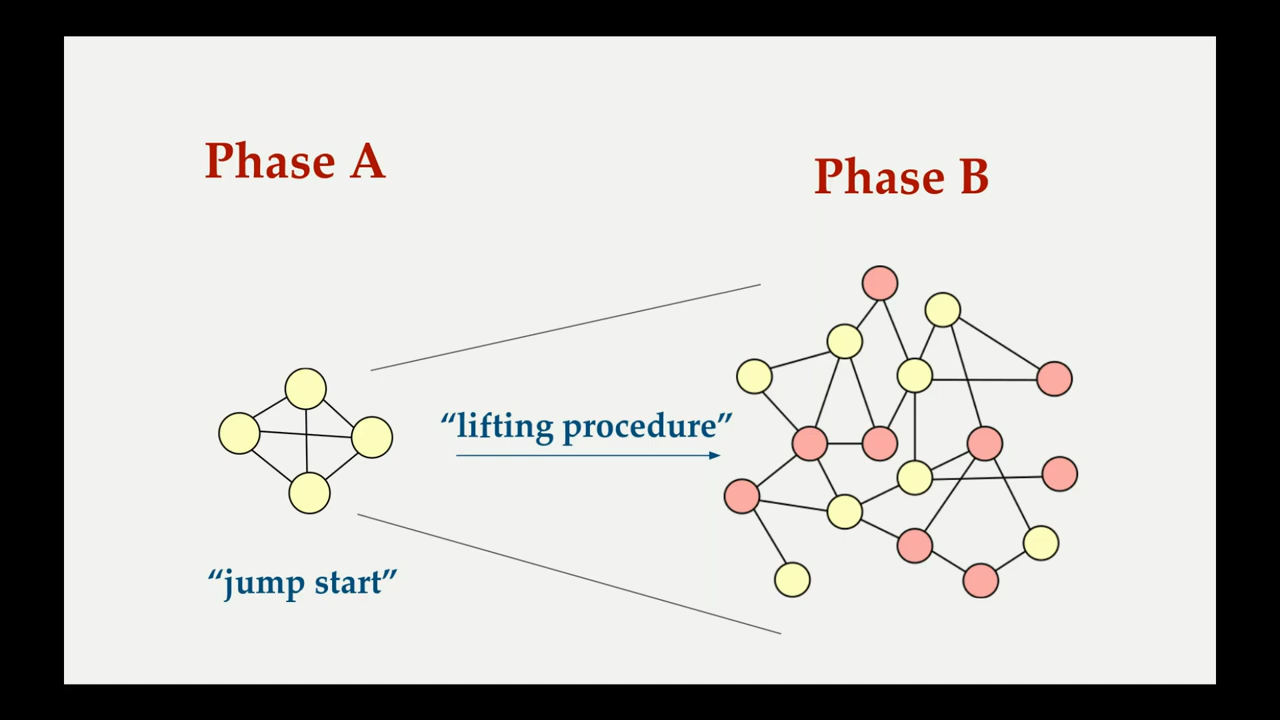 Phase A
Phase B
“lifting procedure”
“jump start”